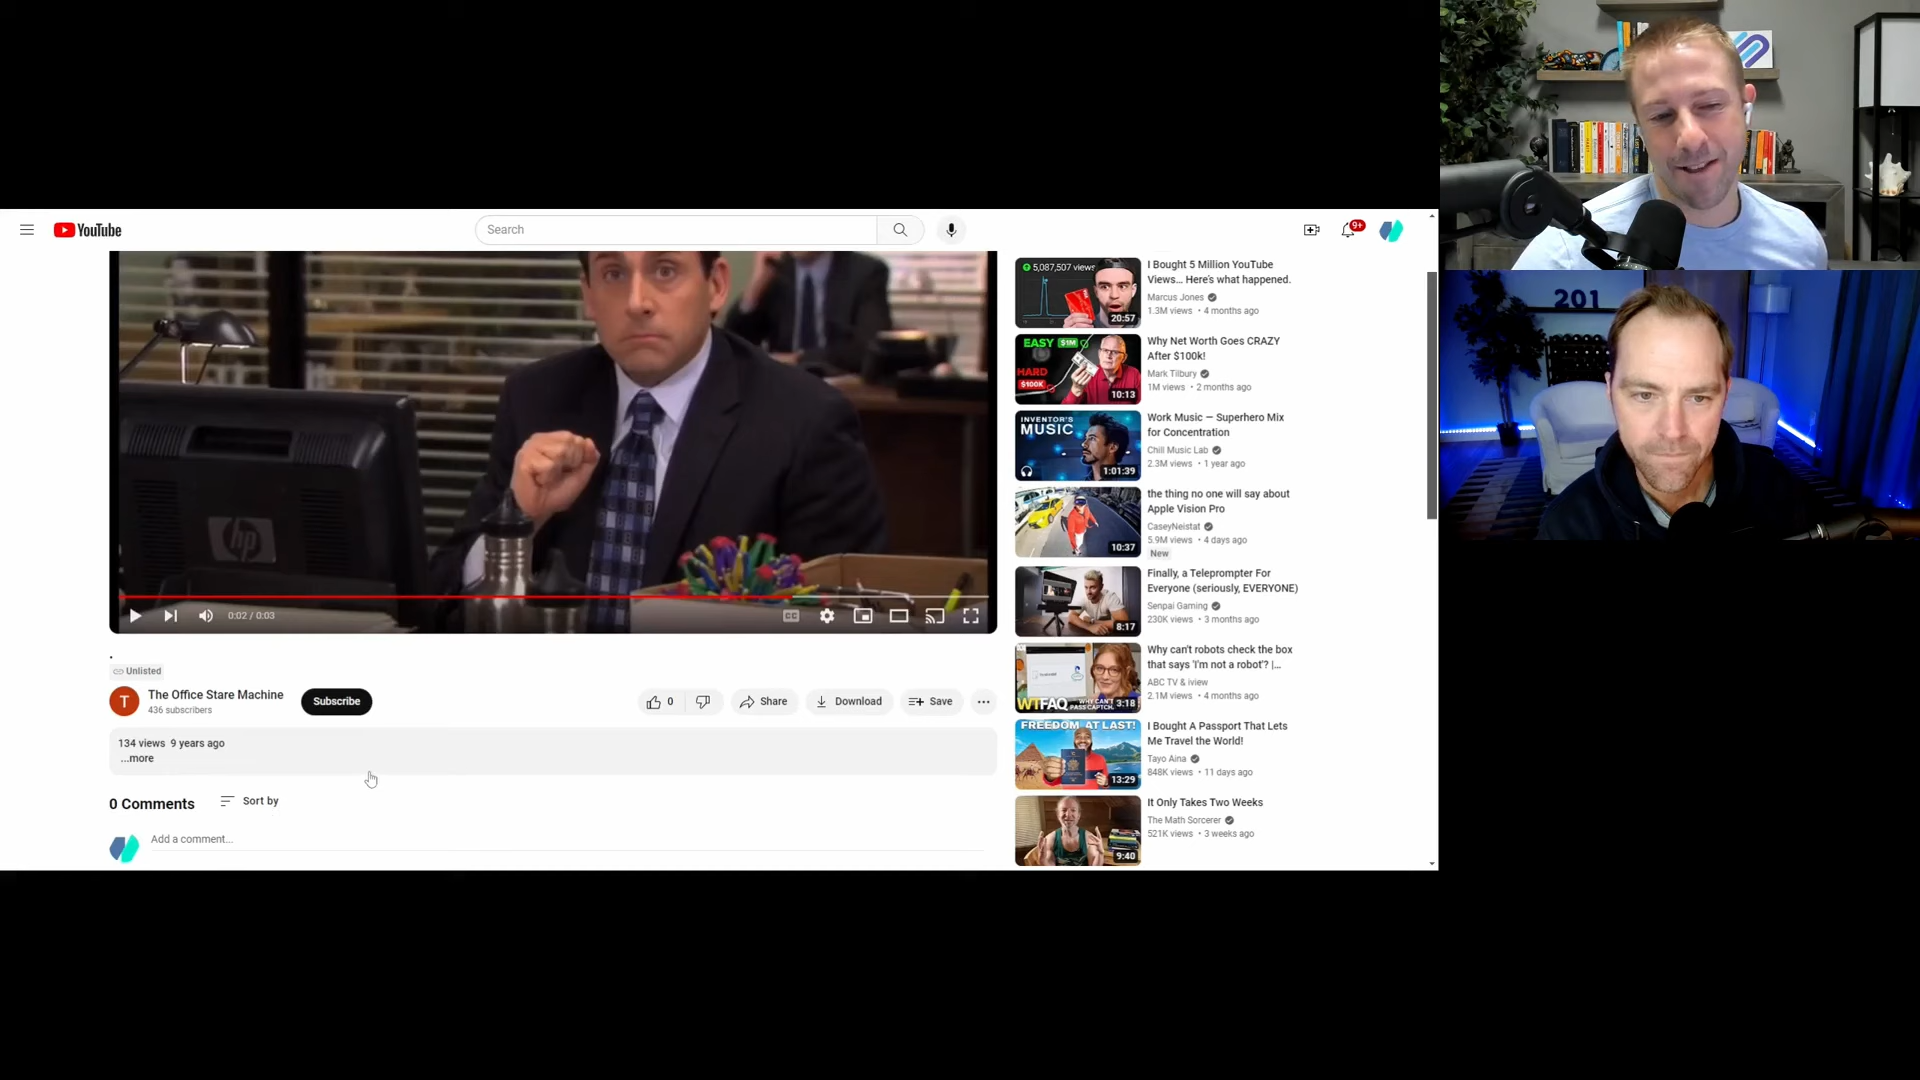 201
YouTube
Search
9+
hp
0:02 / 0:03
CC
.
Unlisted
T
The Office Stare Machine
436 subscribers
Subscribe
0
Share
Download
Save
134 views 9 years ago
...more
0 Comments
Sort by
Add a comment...
5,087,507 views
20:57
I Bought 5 Million YouTube
Views... Here's what happened.
Marcus Jones
1.3M views • 4 months ago
EASY $1M
HARD
$100K
10:13
Why Net Worth Goes CRAZY
After $100k!
Mark Tilbury
1M views • 2 months ago
INVENTOR'S
MUSIC
1:01:39
Work Music — Superhero Mix
for Concentration
Chill Music Lab
2.3M views • 1 year ago
10:37
the thing no one will say about
Apple Vision Pro
CaseyNeistat
5.9M views • 4 days ago
New
8:17
Finally, a Teleprompter For
Everyone (seriously, EVERYONE)
Senpai Gaming
230K views • 3 months ago
WTFAQ
3:18
Why can't robots check the box
that says 'I'm not a robot'? |...
ABC TV & iview
2.1M views • 4 months ago
FREEDOM AT LAST!
13:29
I Bought A Passport That Lets
Me Travel the World!
Tayo Aina
848K views • 11 days ago
9:40
It Only Takes Two Weeks
The Math Sorcerer
521K views • 3 weeks ago